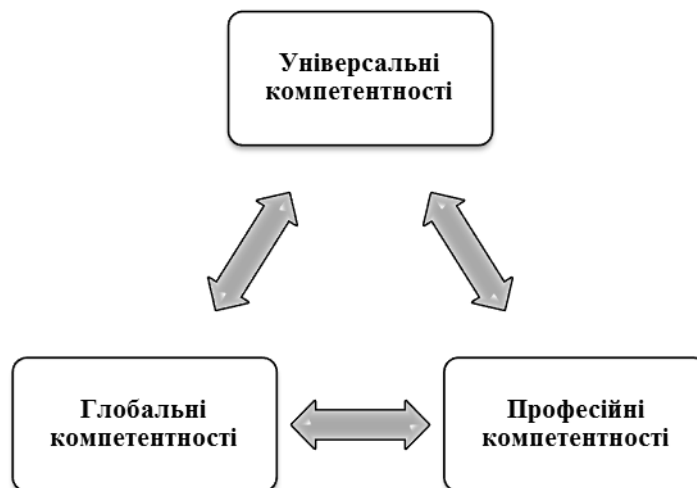 Універсальні
компетентності
Глобальні
компетентності
Професійні
компетентності